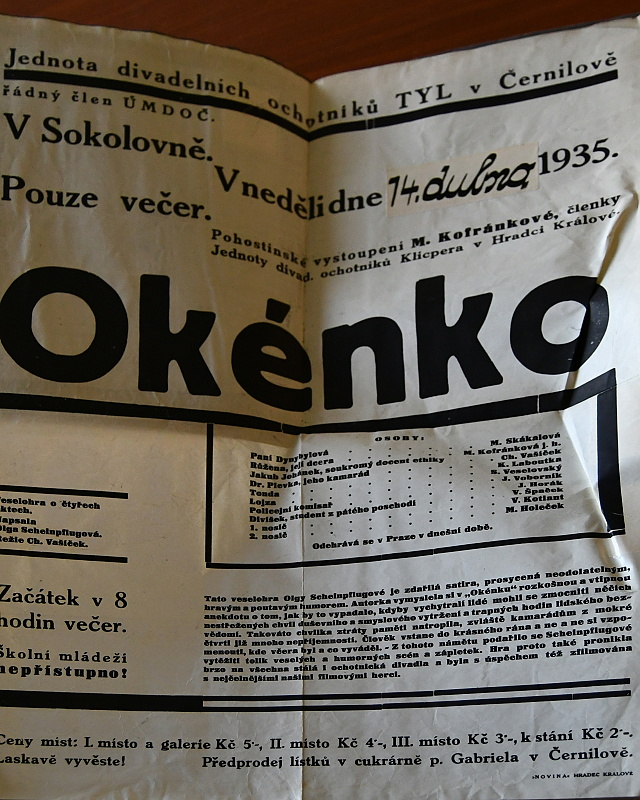 Jednota divadelních ochotníků TYL v Černilově
řádný člen ÚMDOČ.
V Sokolovně.
V neděli dne 14. dubna 1935.
Pouze večer.
Pohostinské vystoupení M. Kofránkové, členky
Jednoty divad. ochotníků Klicpera v Hradci Králové.
Okénko
OSOBY:
Paní Dynybylová M. Skákalová
Růžena, její dcera M. Kofránková j. h.
Jakub Johánek, soukromý docent ethiky Ch. Vašíček
Dr. Plevka, jeho kamarád K. Laboutka
Tonda S. Veselovský
Lojza J. Voborník
Policejní komisař J. Horák
Divíšek, student z pátého poschodí V. Špaček
1. nosič V. Kotlant
2. nosič M. Holeček
Odehrává se v Praze v dnešní době.
Veselohra o čtyřech
aktech.
Napsala
Olga Scheinpflugová.
Režie Ch. Vašíček.
Začátek v 8
hodin večer.
Školní mládeži
nepřístupno!
Tato veselohra Olgy Scheinpflugové je zdařilá satira, prosycená neodolatelným,
bravým a poutavým humorem. Autorka vymyslela si v „Okénku“ rozkošnou a vtipnou
anekdotu o tom, jak by to vypadalo, kdyby vychytralí lidé mohli se zmocniti něčích
nestřežených chvil duševního a smyslového vytržení a trapných hodin lidského bez-
vědomí. Takováto chvilka ztráty paměti natropila, zvláště kamarádům z mokré
čtvrti již mnoho nepříjemností. Člověk vstane do krásného rána a ne a ne si vzpo-
menouti, kde včera byl a co vyváděl. - Z tohoto námětu podařilo se Scheinpflugové
vytěžiti tolik veselých a humorných scén a zápletek. Hra proto také pronikla
brzo na všechna stálá i ochotnická divadla a byla s úspěchem též zfilmována
s nejčelnějšími našimi filmovými herci.
Ceny míst: I. místo a galerie Kč 5·-, II. místo Kč 4·-, III. místo Kč 3·-, k stání Kč 2·-.
Laskavě vyvěste! Předprodej lístků v cukrárně p. Gabriela v Černilově.
»NOVINA« HRADEC KRÁLOVÉ